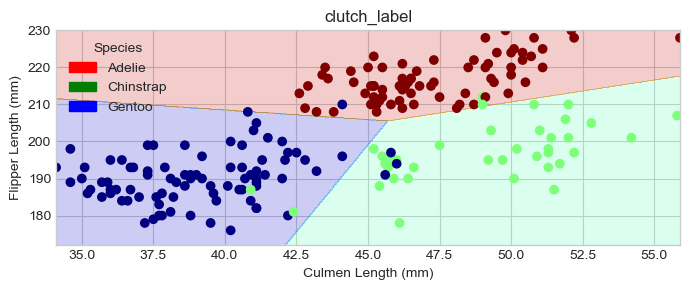 clutch_label
Flipper Length (mm)
230
220
210
200
190
180
Species
Adelie
Chinstrap
Gentoo
35.0 37.5 40.0 42.5 45.0 47.5 50.0 52.5 55.0
Culmen Length (mm)